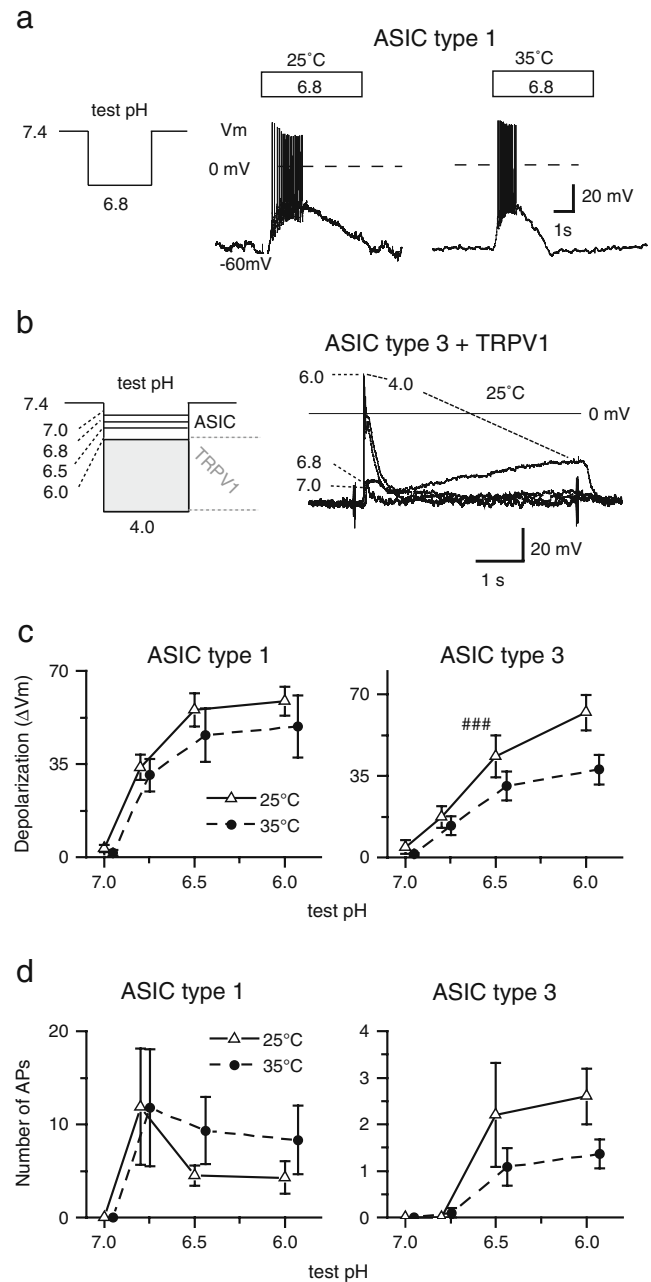 a
ASIC type 1
25°C
35°C
6.8
6.8
test pH
7.4
6.8
Vm
0 mV
-60mV
20 mV
1s
b
ASIC type 3 + TRPV1
test pH
7.4
7.0
6.8
6.5
6.0
ASIC
TRPV1
4.0
6.0
4.0
25°C
0 mV
6.8
7.0
20 mV
1 s
c
ASIC type 1
ASIC type 3
Depolarization (ΔVm)
70
35
0
25°C
35°C
7.0
6.5
6.0
70
35
0
###
7.0
6.5
6.0
test pH
d
ASIC type 1
ASIC type 3
Number of APs
20
10
0
25°C
35°C
7.0
6.5
6.0
4
3
2
1
0
7.0
6.5
6.0
test pH